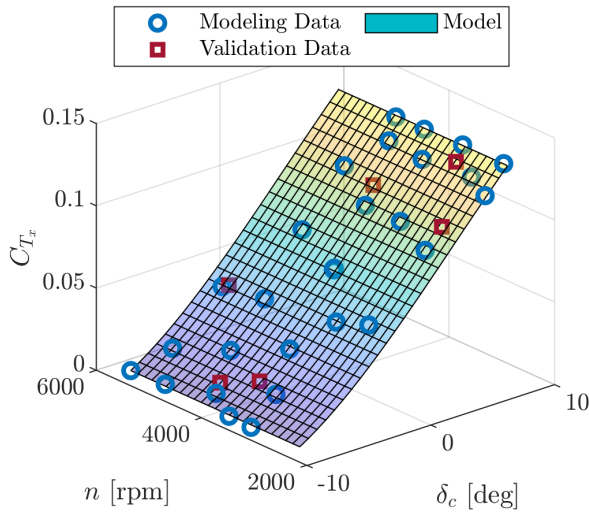 Modeling Data Model
Validation Data
0.15
0.1
0.05
0
C_{T_x}
6000
4000
2000
n [rpm]
-10
0
10
δ_c [deg]